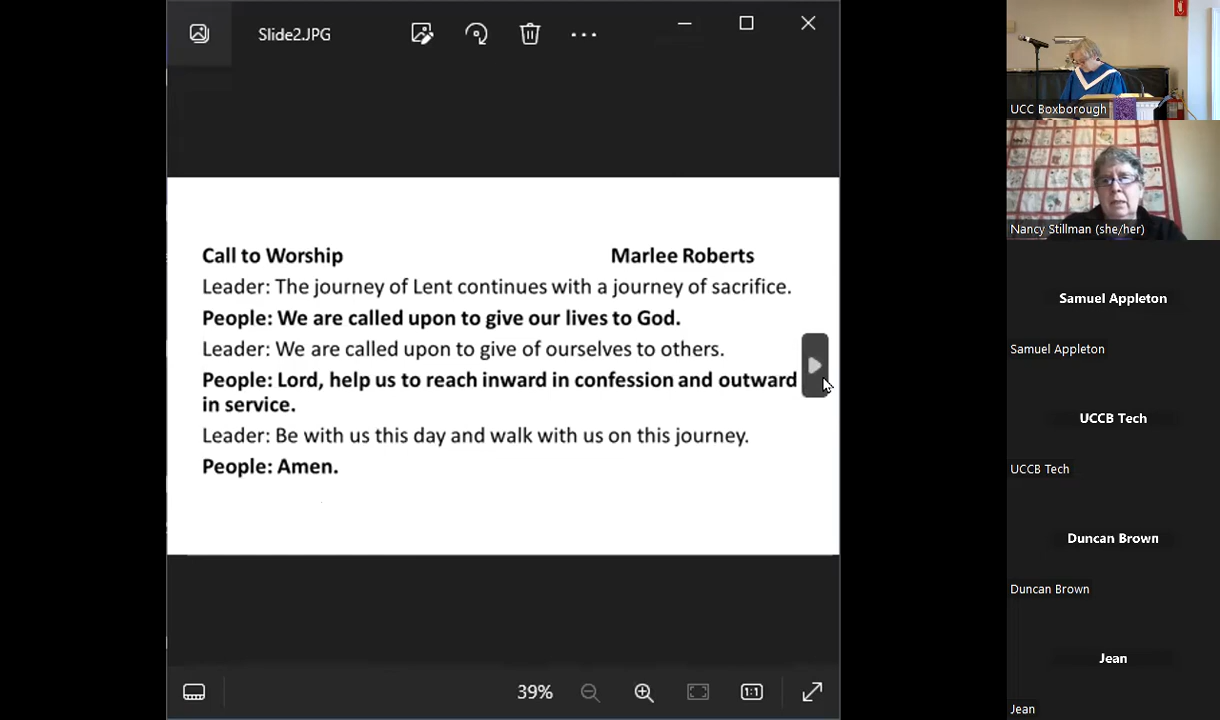 Slide2.JPG
Call to Worship Marlee Roberts
Leader: The journey of Lent continues with a journey of sacrifice.
People: We are called upon to give our lives to God.
Leader: We are called upon to give of ourselves to others.
People: Lord, help us to reach inward in confession and outward
in service.
Leader: Be with us this day and walk with us on this journey.
People: Amen.
39%
1:1
UCC Boxborough
Nancy Stillman (she/her)
Samuel Appleton
Samuel Appleton
UCCB Tech
UCCB Tech
Duncan Brown
Duncan Brown
Jean
Jean